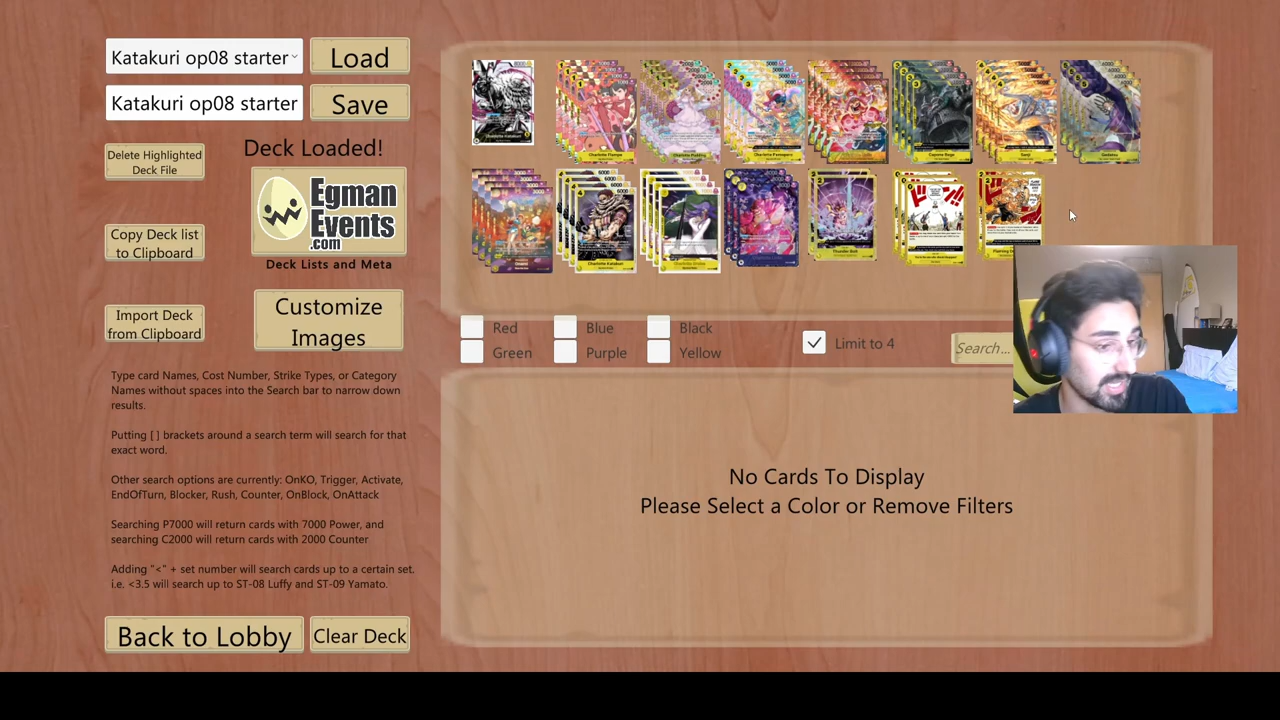 Katakuri op08 starter
Load
Katakuri op08 starter
Save
Delete Highlighted
Deck File
Deck Loaded!
Egman
Events
.com
Deck Lists and Meta
Copy Deck list
to Clipboard
Import Deck
from Clipboard
Customize
Images
Type card Names, Cost Number, Strike Types, or Category
Names without spaces into the Search bar to narrow down
results.
Putting [ ] brackets around a search term will search for that
exact word.
Other search options are currently: OnKO, Trigger, Activate,
EndOfTurn, Blocker, Rush, Counter, OnBlock, OnAttack
Searching P7000 will return cards with 7000 Power, and
searching C2000 will return cards with 2000 Counter
Adding "<" + set number will search cards up to a certain set.
i.e. <3.5 will search up to ST-08 Luffy and ST-09 Yamato.
Back to Lobby
Clear Deck
Red
Blue
Black
Green
Purple
Yellow
Limit to 4
Search...
No Cards To Display
Please Select a Color or Remove Filters